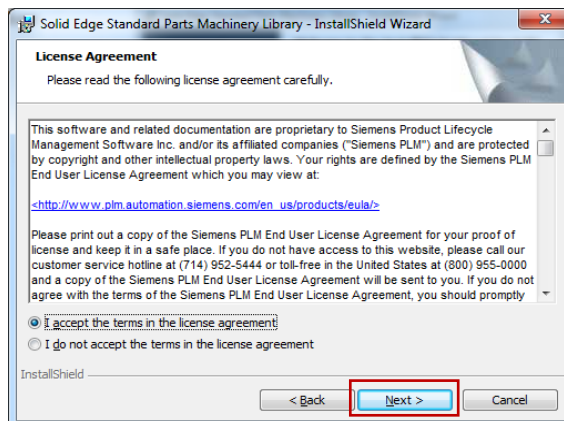 Solid Edge Standard Parts Machinery Library - InstallShield Wizard
License Agreement
Please read the following license agreement carefully.
This software and related documentation are proprietary to Siemens Product Lifecycle
Management Software Inc. and/or its affiliated companies ("Siemens PLM") and are protected
by copyright and other intellectual property laws. Your rights are defined by the Siemens PLM
End User License Agreement which you may view at:
<http://www.plm.automation.siemens.com/en_us/products/eula/>
Please print out a copy of the Siemens PLM End User License Agreement for your proof of
license and keep it in a safe place. If you do not have access to this website, please call our
customer service hotline at (714) 952-5444 or toll-free in the United States at (800) 955-0000
and a copy of the Siemens PLM End User License Agreement will be sent to you. If you do not
agree with the terms of the Siemens PLM End User License Agreement, you should promptly
I accept the terms in the license agreement
I do not accept the terms in the license agreement
InstallShield
< Back Next > Cancel